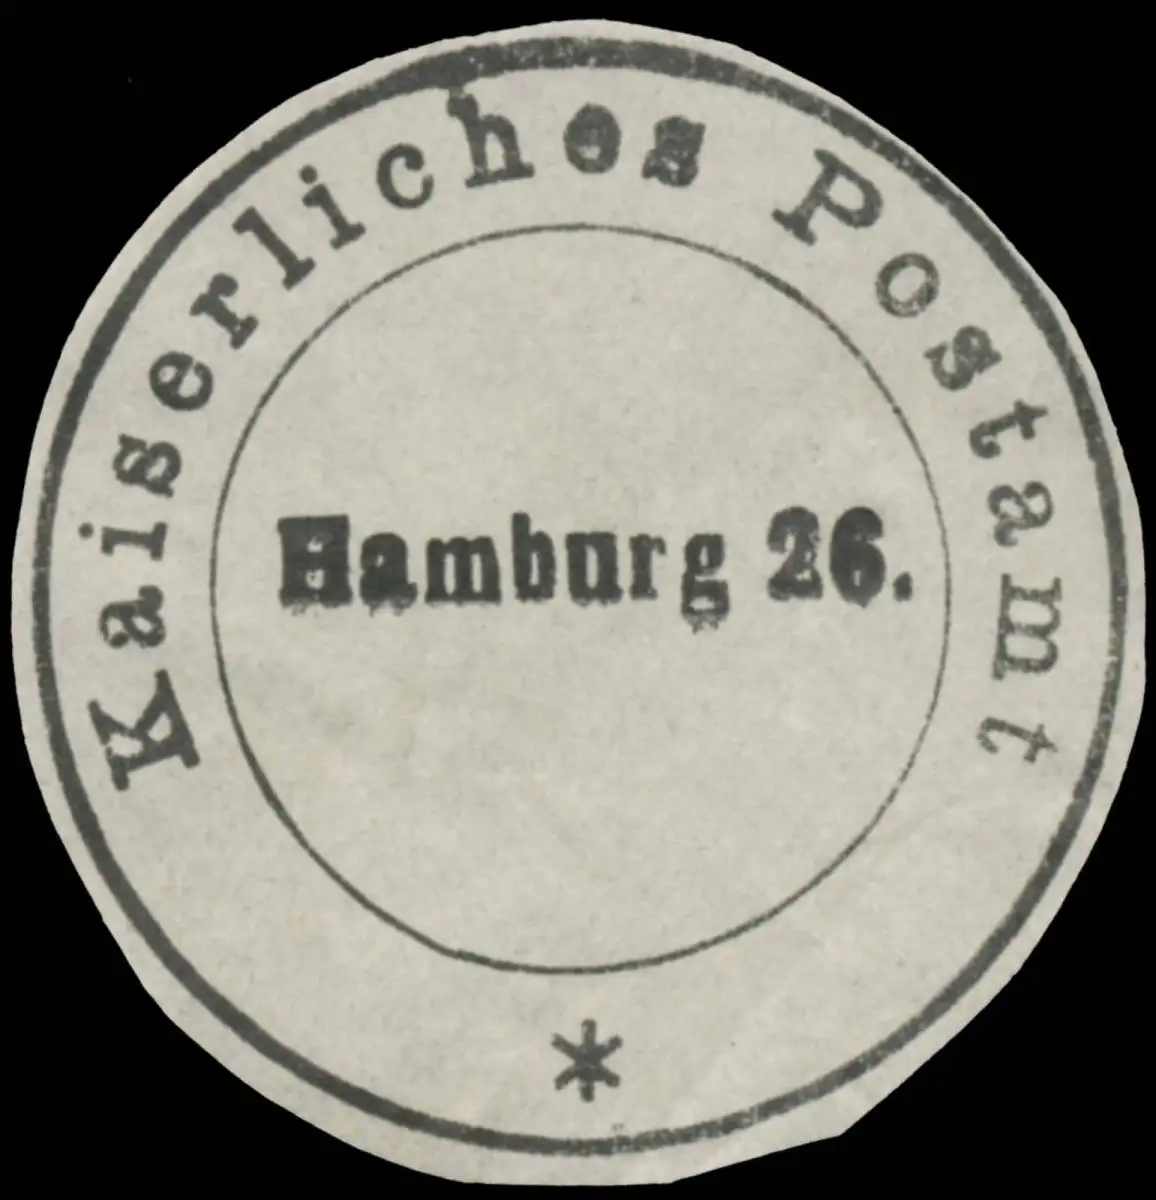 Kaiserliches Postamt
Hamburg 26.
*